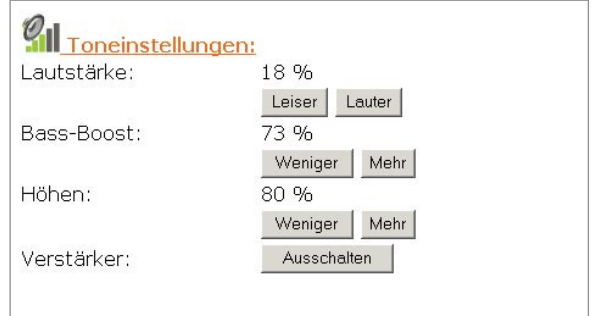 Toneinstellungen:
Lautstärke: 18 %
Leiser Lauter
Bass-Boost: 73 %
Weniger Mehr
Höhen: 80 %
Weniger Mehr
Verstärker: Ausschalten